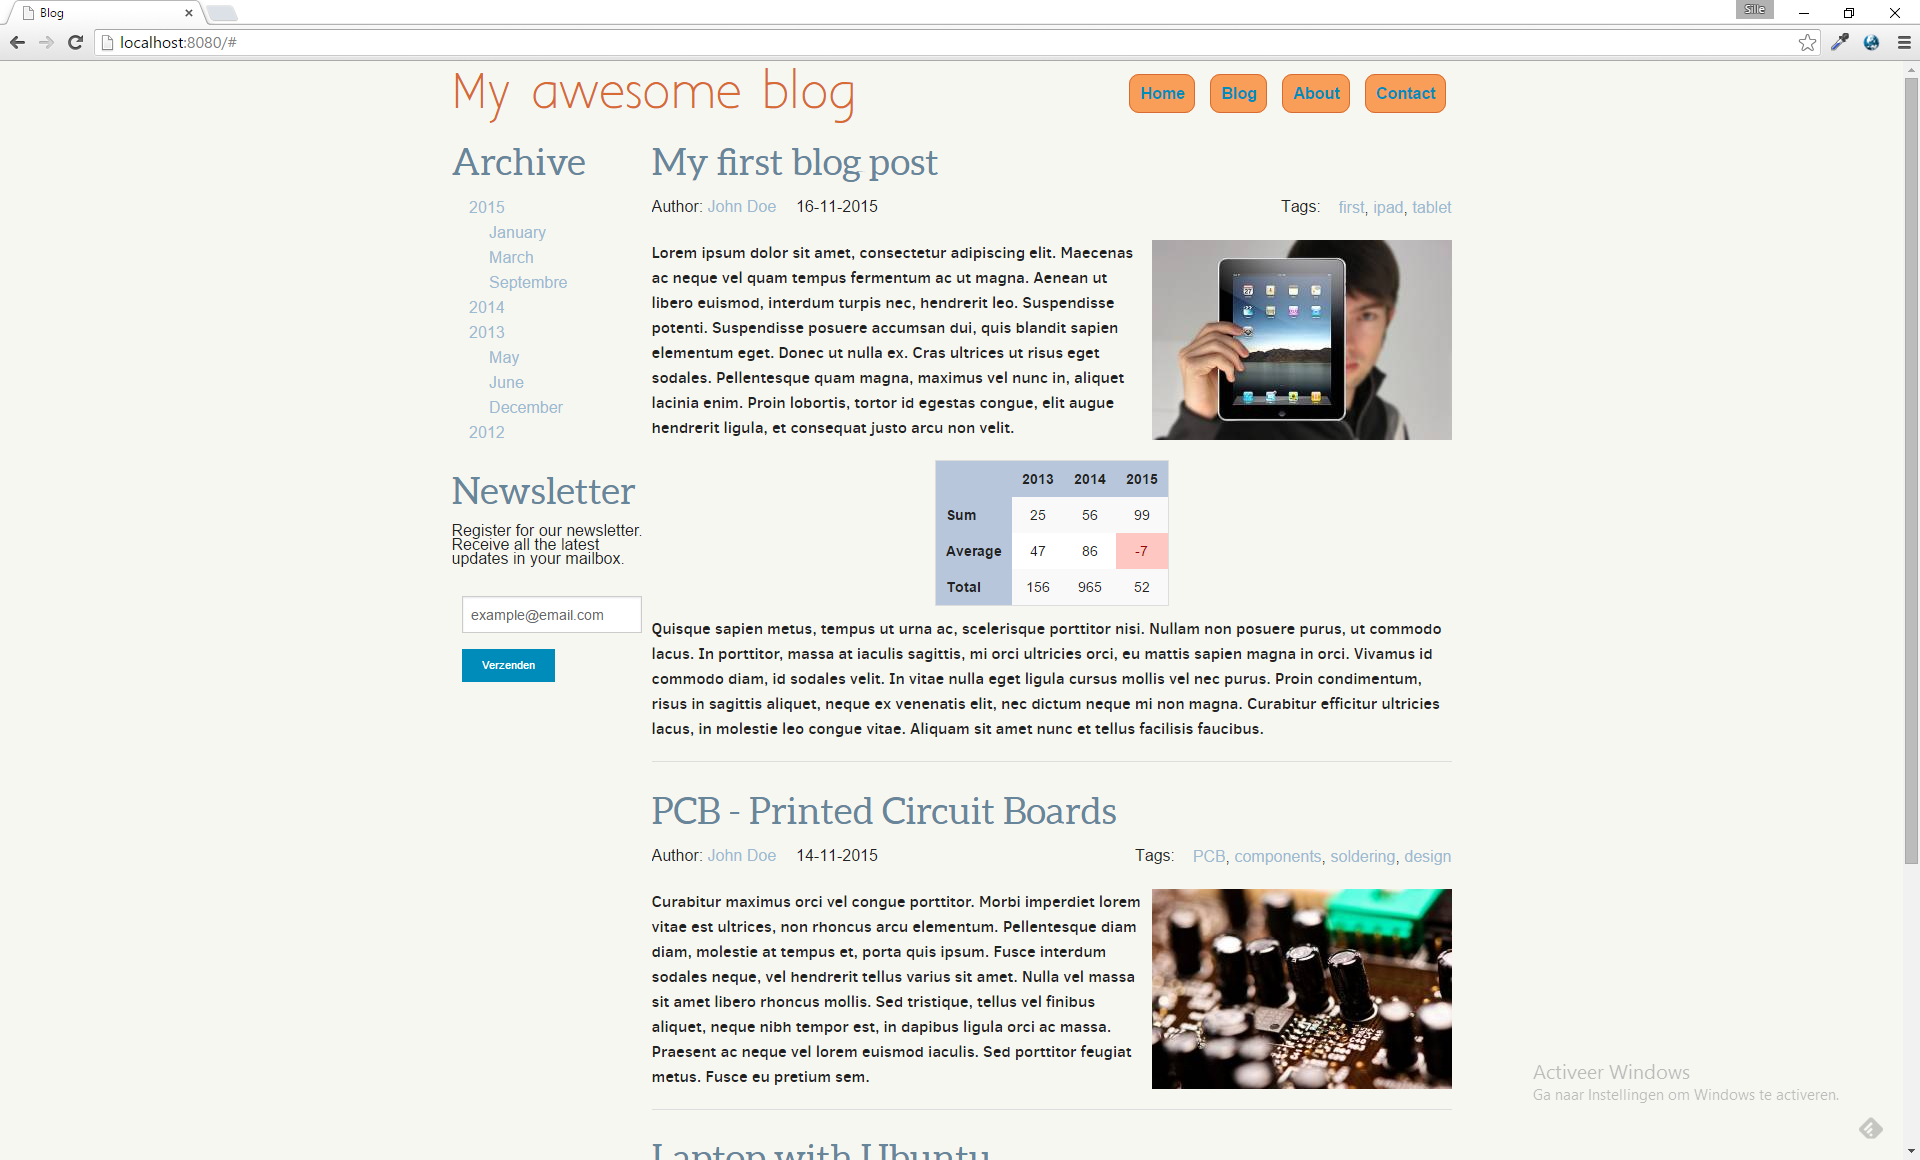 Blog
Sille
localhost:8080/#
My awesome blog
Home Blog About Contact
Archive
2015
January
March
Septembre
2014
2013
May
June
December
2012
Newsletter
Register for our newsletter.
Receive all the latest
updates in your mailbox.
example@email.com
Verzenden
My first blog post
Author: John Doe 16-11-2015 Tags: first, ipad, tablet
Lorem ipsum dolor sit amet, consectetur adipiscing elit. Maecenas
ac neque vel quam tempus fermentum ac ut magna. Aenean ut
libero euismod, interdum turpis nec, hendrerit leo. Suspendisse
potenti. Suspendisse posuere accumsan dui, quis blandit sapien
elementum eget. Donec ut nulla ex. Cras ultrices ut risus eget
sodales. Pellentesque quam magna, maximus vel nunc in, aliquet
lacinia enim. Proin lobortis, tortor id egestas congue, elit augue
hendrerit ligula, et consequat justo arcu non velit.
2013 2014 2015
Sum 25 56 99
Average 47 86 -7
Total 156 965 52
Quisque sapien metus, tempus ut urna ac, scelerisque porttitor nisi. Nullam non posuere purus, ut commodo
lacus. In porttitor, massa at iaculis sagittis, mi orci ultricies orci, eu mattis sapien magna in orci. Vivamus id
commodo diam, id sodales velit. In vitae nulla eget ligula cursus mollis vel nec purus. Proin condimentum,
risus in sagittis aliquet, neque ex venenatis elit, nec dictum neque mi non magna. Curabitur efficitur ultricies
lacus, in molestie leo congue vitae. Aliquam sit amet nunc et tellus facilisis faucibus.
PCB - Printed Circuit Boards
Author: John Doe 14-11-2015 Tags: PCB, components, soldering, design
Curabitur maximus orci vel congue porttitor. Morbi imperdiet lorem
vitae est ultrices, non rhoncus arcu elementum. Pellentesque diam
diam, molestie at tempus et, porta quis ipsum. Fusce interdum
sodales neque, vel hendrerit tellus varius sit amet. Nulla vel massa
sit amet libero rhoncus mollis. Sed tristique, tellus vel finibus
aliquet, neque nibh tempor est, in dapibus ligula orci ac massa.
Praesent ac neque vel lorem euismod iaculis. Sed porttitor feugiat
metus. Fusce eu pretium sem.
Laptop with Ubuntu
Activeer Windows
Ga naar Instellingen om Windows te activeren.